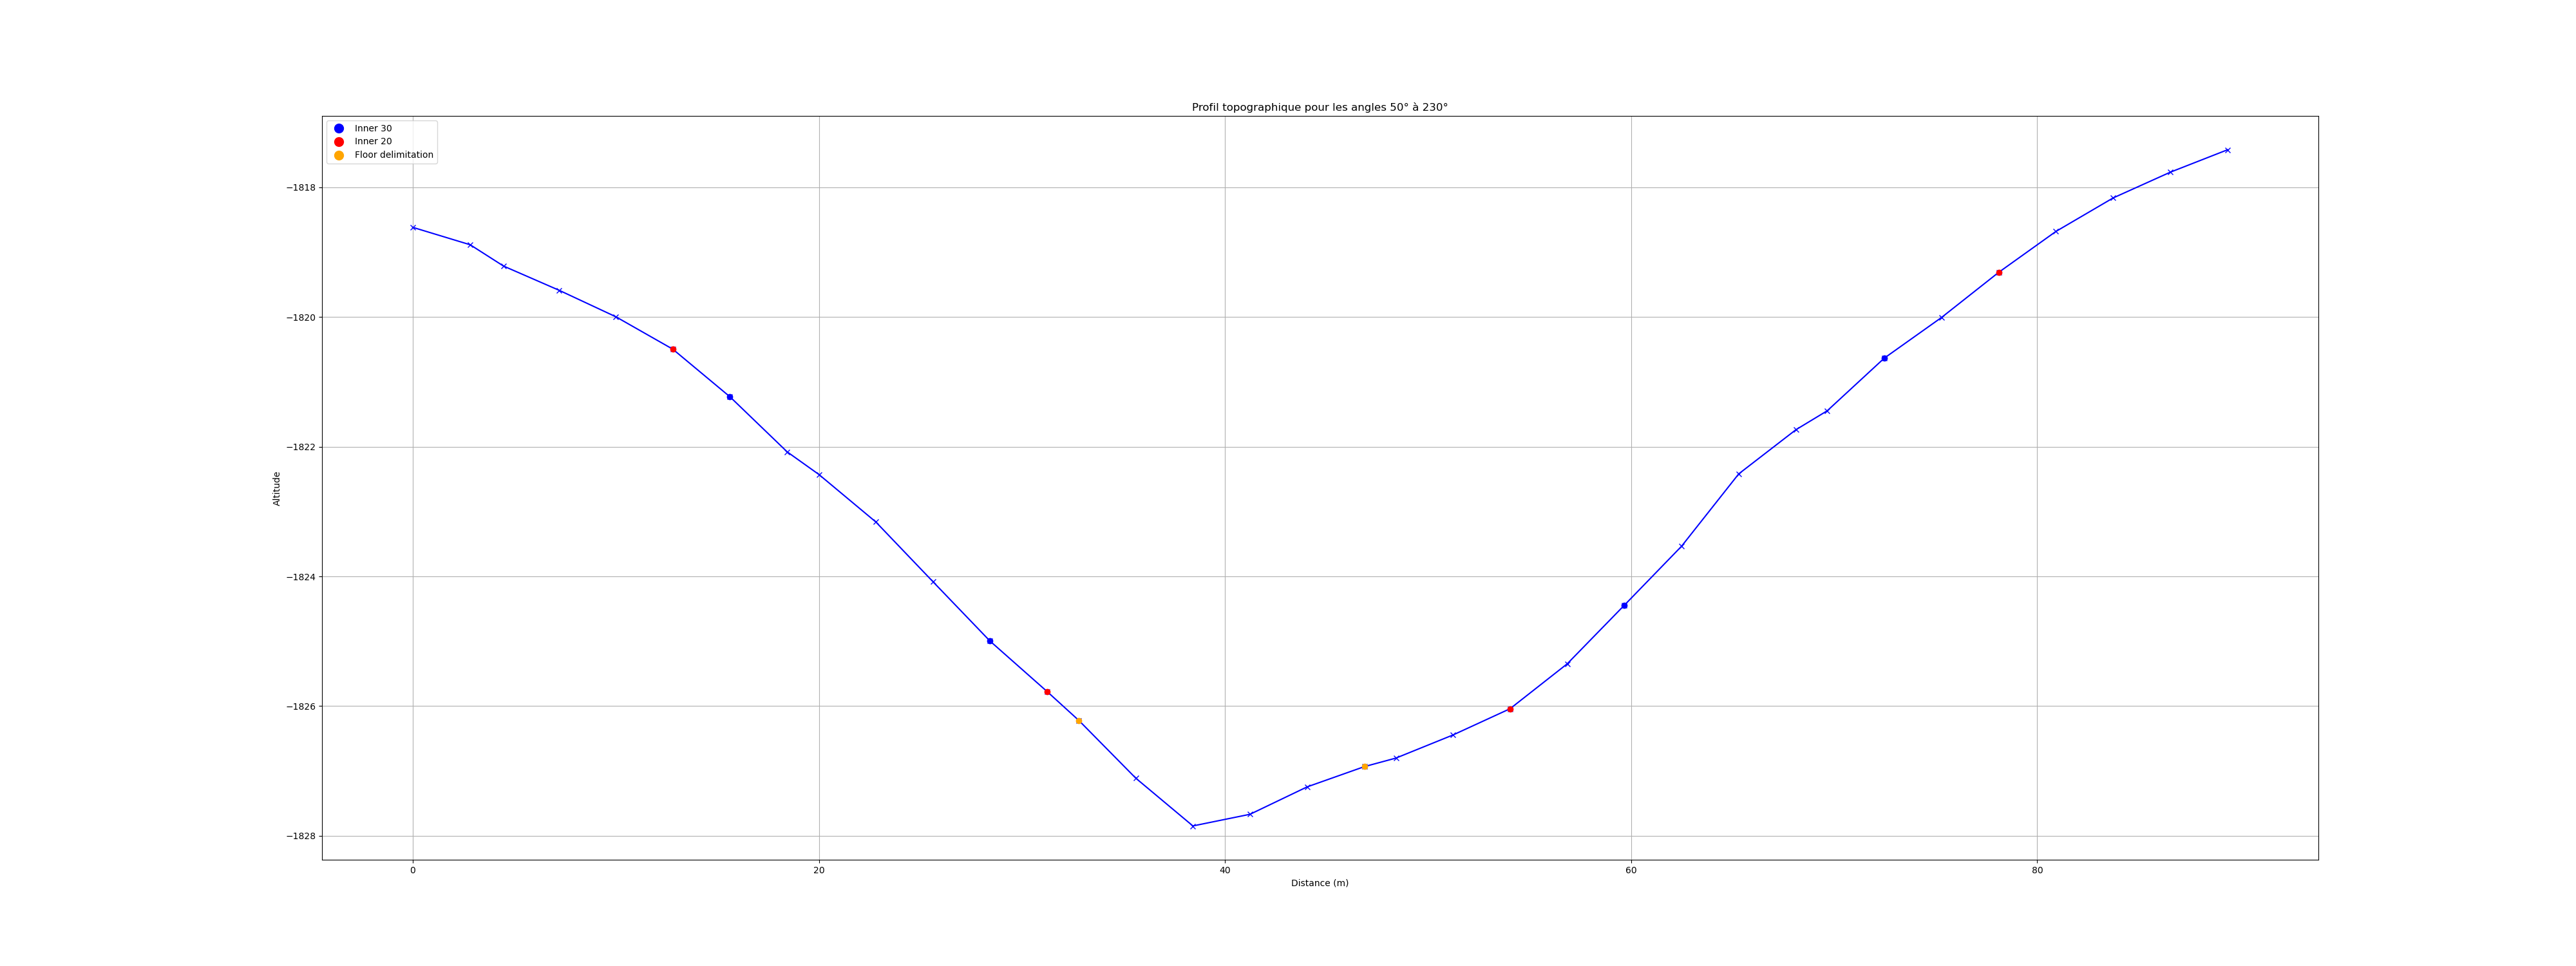 Profil topographique pour les angles 50° à 230°
Inner 30
Inner 20
Floor delimitation
−1818
−1820
−1822
−1824
−1826
−1828
Altitude
0
20
40
60
80
Distance (m)